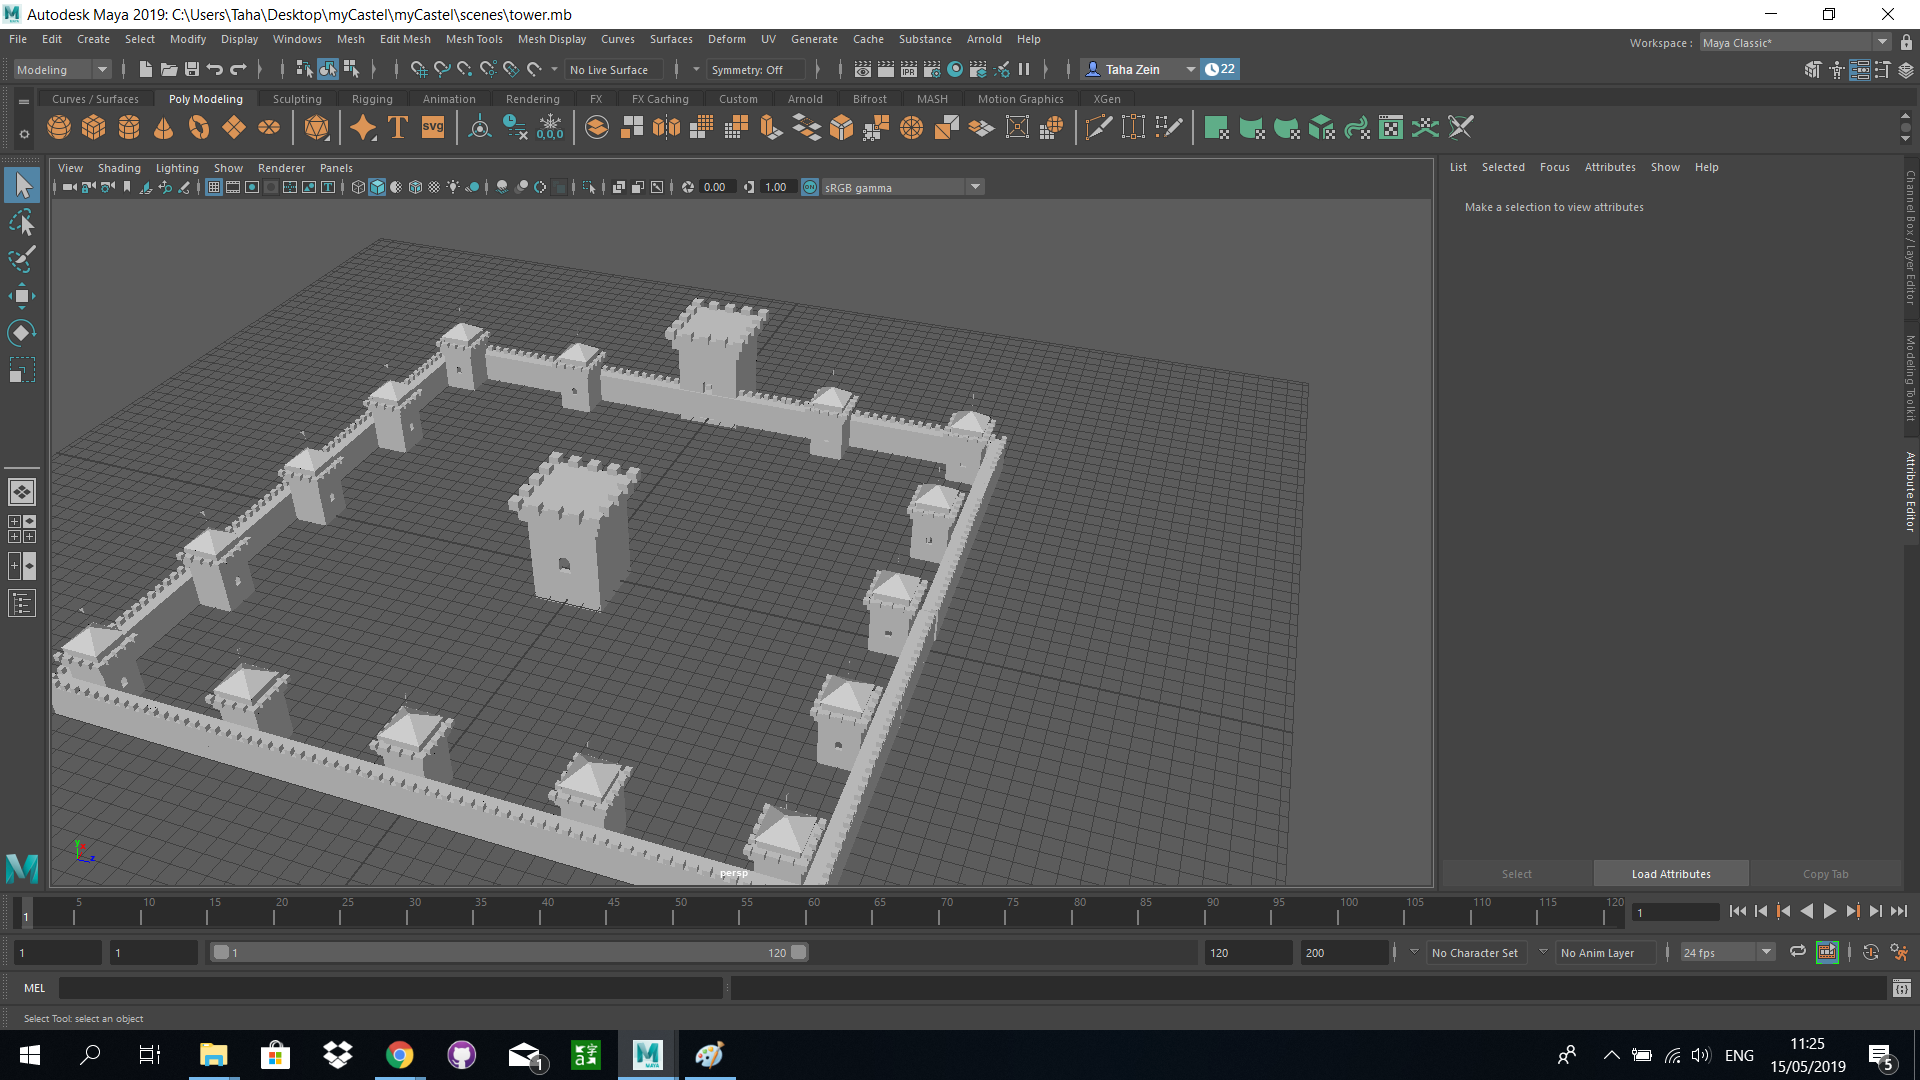 Autodesk Maya 2019: C:\Users\Taha\Desktop\myCastel\myCastel\scenes\tower.mb
File Edit Create Select Modify Display Windows Mesh Edit Mesh Mesh Tools Mesh Display Curves Surfaces Deform UV Generate Cache Substance Arnold Help
Workspace : Maya Classic*
Modeling No Live Surface Symmetry: Off IPR Taha Zein 22
Curves / Surfaces Poly Modeling Sculpting Rigging Animation Rendering FX FX Caching Custom Arnold Bifrost MASH Motion Graphics XGen
T SVG 0,0,0
View Shading Lighting Show Renderer Panels
0.00 1.00 ON sRGB gamma
List Selected Focus Attributes Show Help
Make a selection to view attributes
Channel Box / Layer Editor
Modeling Toolkit
Attribute Editor
y
z
persp
Select Load Attributes Copy Tab
1 5 10 15 20 25 30 35 40 45 50 55 60 65 70 75 80 85 90 95 100 105 110 115 120 1
1 1 1 120 120 200 No Character Set No Anim Layer 24 fps
MEL
Select Tool: select an object
1 字 a MAYA ENG 11:25
15/05/2019 5